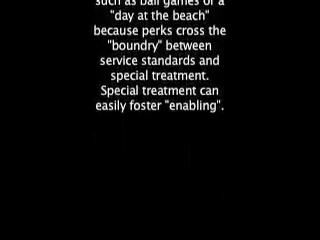 such as ball games or a
"day at the beach"
because perks cross the
"boundry" between
service standards and
special treatment.
Special treatment can
easily foster "enabling".